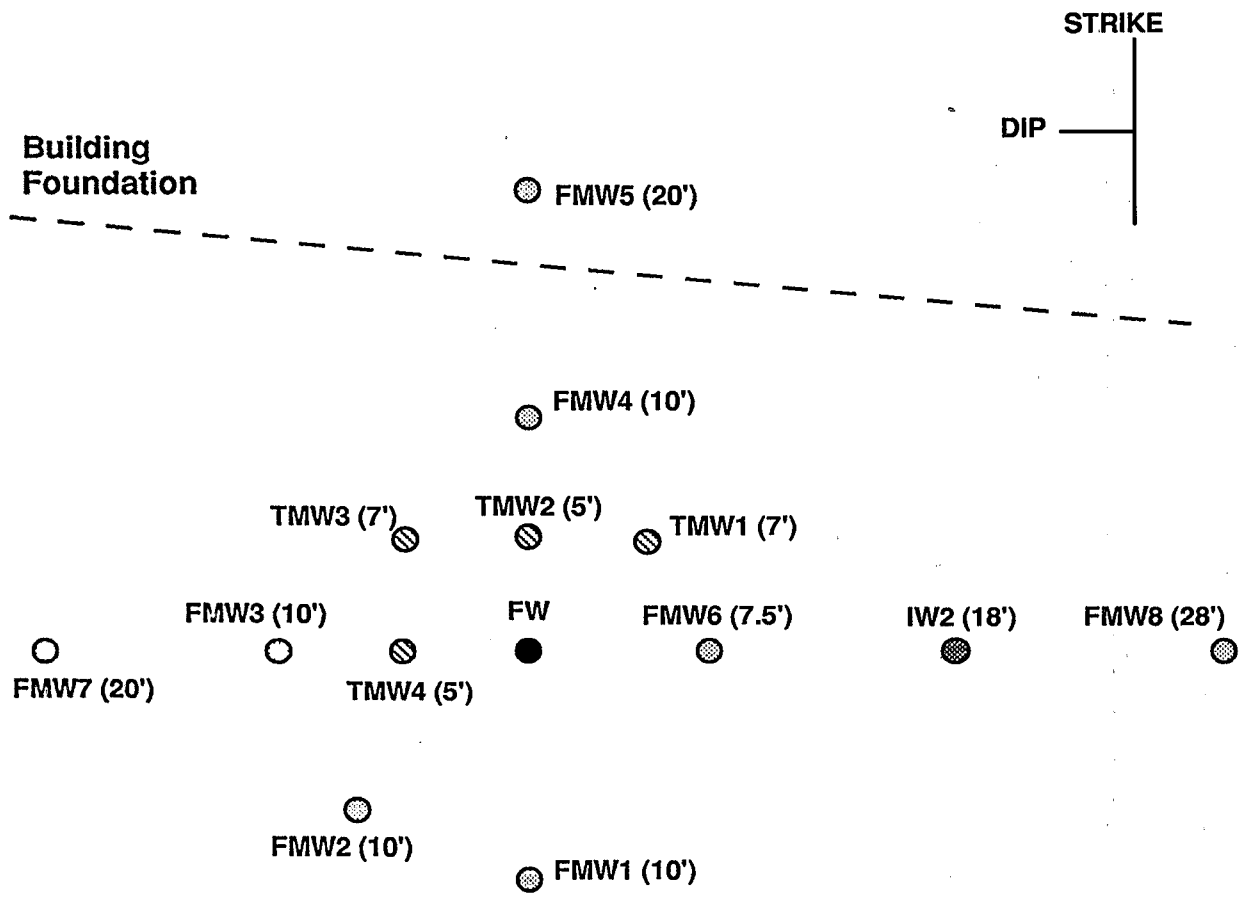 STRIKE
DIP
Building
Foundation
FMW5 (20')
FMW4 (10')
TMW3 (7')
TMW2 (5')
TMW1 (7')
FMW3 (10')
FW
FMW6 (7.5')
IW2 (18')
FMW8 (28')
FMW7 (20')
TMW4 (5')
FMW2 (10')
FMW1 (10')